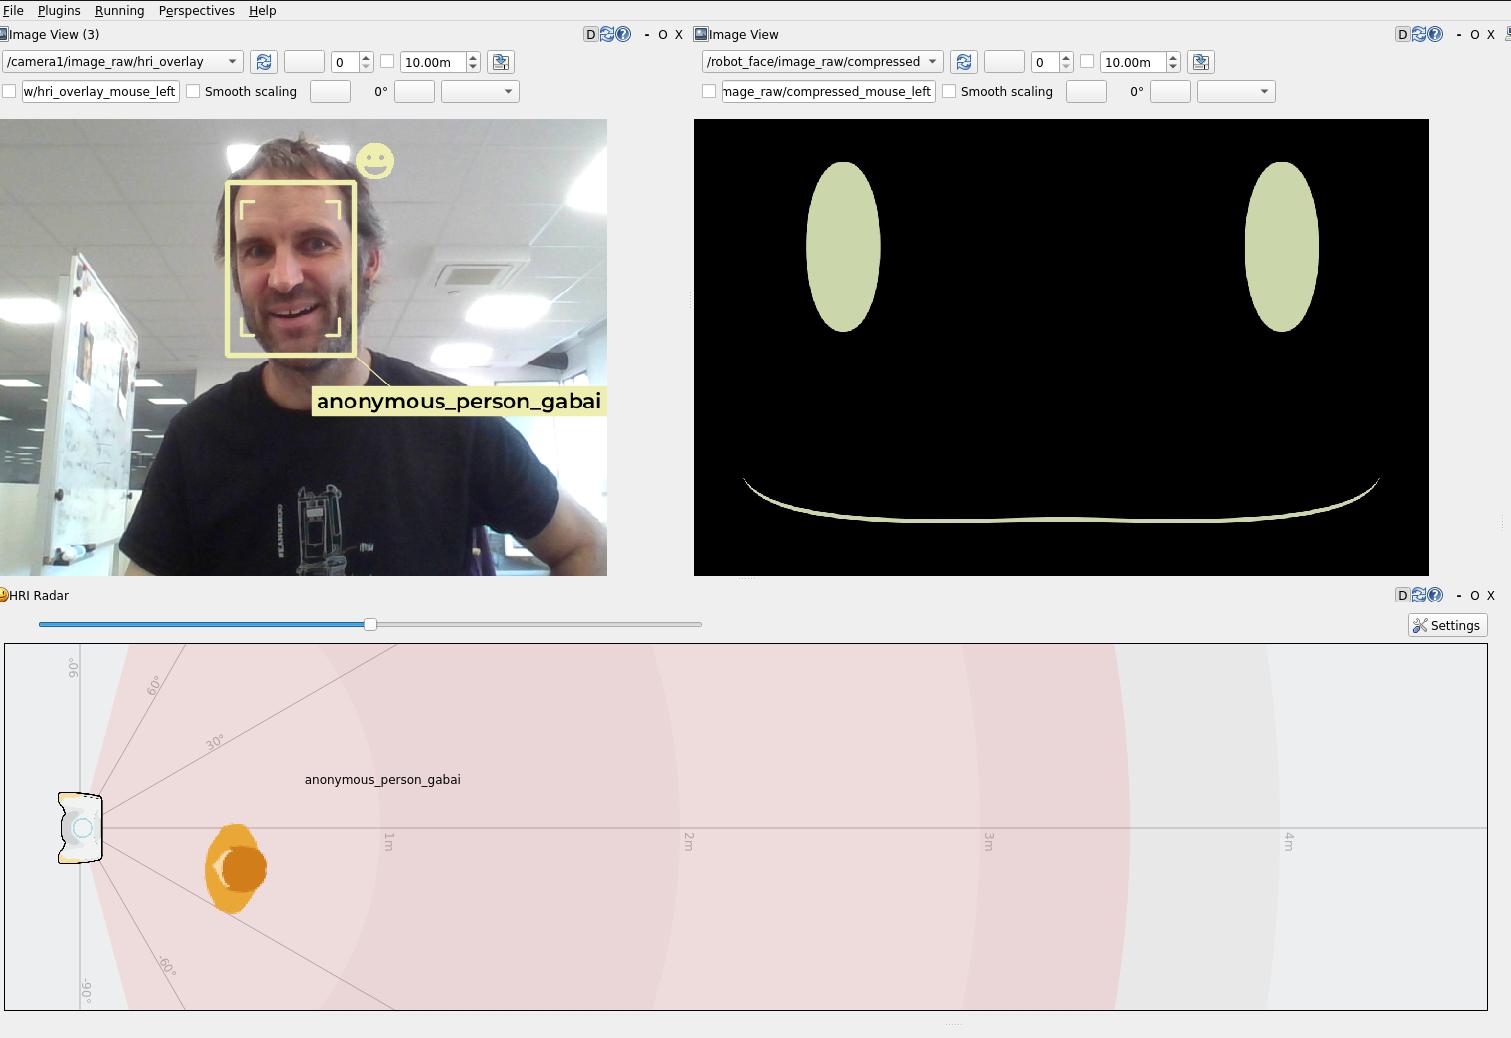 File Plugins Running Perspectives Help
Image View (3)
D - O X
/camera1/image_raw/hri_overlay 0 10.00m
w/hri_overlay_mouse_left Smooth scaling 0°
anonymous_person_gabai
Image View
D - O X
/robot_face/image_raw/compressed 0 10.00m
mage_raw/compressed_mouse_left Smooth scaling 0°
HRI Radar
D - O X
Settings
90°
60°
30°
anonymous_person_gabai
1m 2m 3m 4m
-60°
-90°